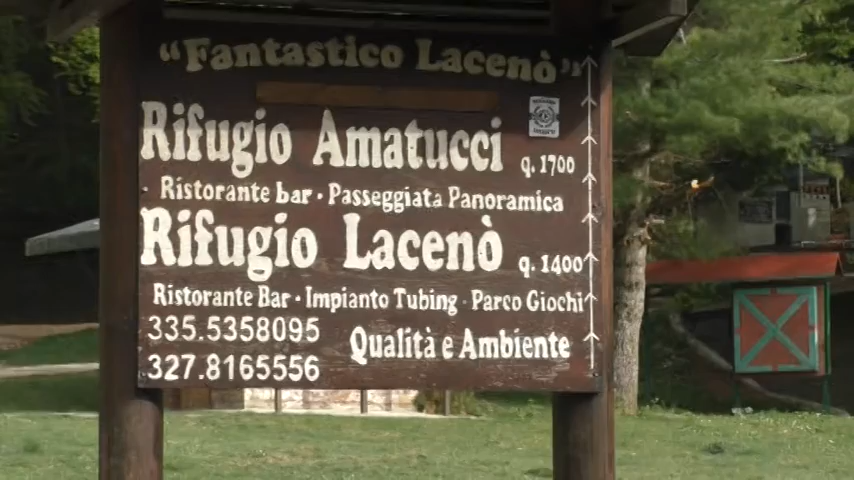 "Fantastico Lacenò"
Rifugio Amatucci q.1700
Ristorante bar · Passeggiata Panoramica
Rifugio Lacenò q.1400
Ristorante Bar · Impianto Tubing · Parco Giochi
335.5358095 Qualità e Ambiente
327.8165556